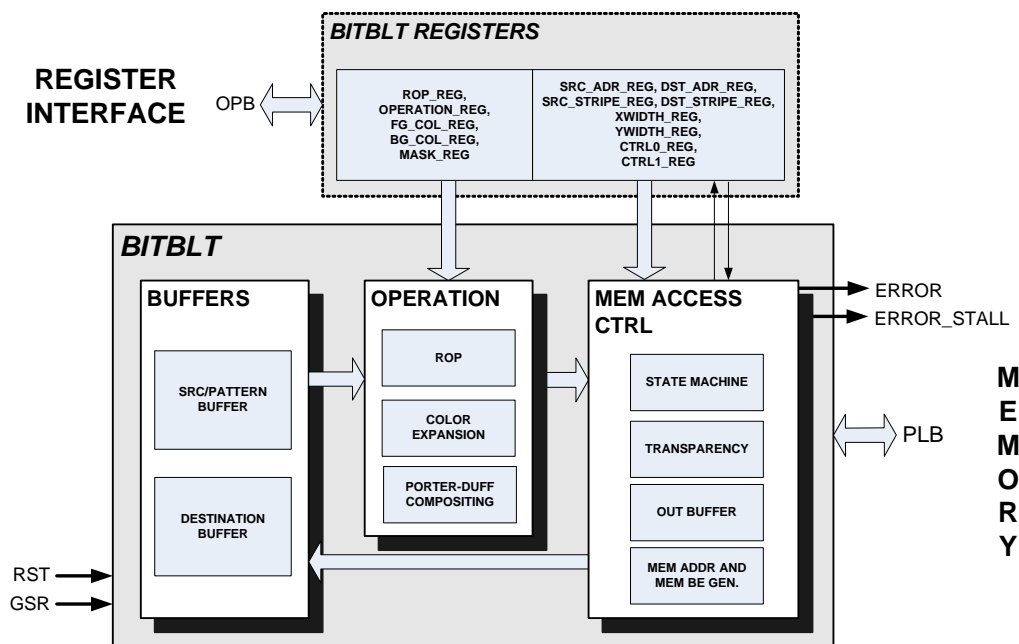 BITBLT REGISTERS
REGISTER
INTERFACE
OPB
ROP_REG,
OPERATION_REG,
FG_COL_REG,
BG_COL_REG,
MASK_REG
SRC_ADR_REG, DST_ADR_REG,
SRC_STRIPE_REG, DST_STRIPE_REG,
XWIDTH_REG,
YWIDTH_REG,
CTRL0_REG,
CTRL1_REG
BITBLT
BUFFERS
SRC/PATTERN
BUFFER
DESTINATION
BUFFER
OPERATION
ROP
COLOR
EXPANSION
PORTER-DUFF
COMPOSITING
MEM ACCESS
CTRL
STATE MACHINE
TRANSPARENCY
OUT BUFFER
MEM ADDR AND
MEM BE GEN.
ERROR
ERROR_STALL
PLB
M
E
M
O
R
Y
RST
GSR